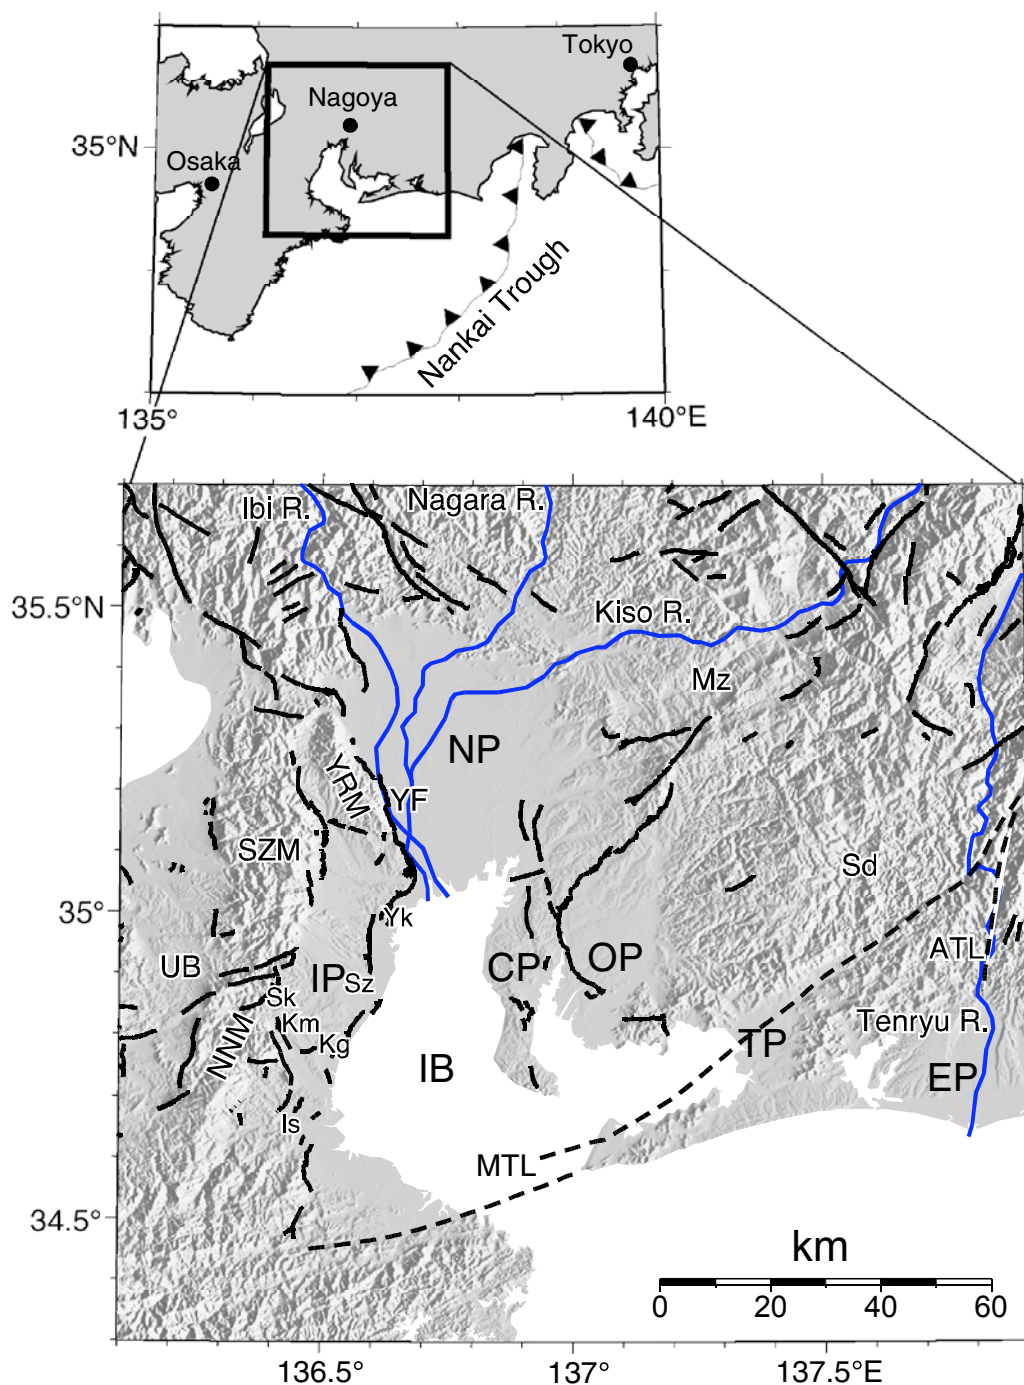 Tokyo
Nagoya
35°N
Osaka
Nankai Trough
135°
140°E
Ibi R.
Nagara R.
35.5°N
Kiso R.
Mz
NP
YRM
YF
SZM
Sd
35°
Yk
UB
IP
Sz
CP
OP
ATL
Sk
Km
Kg
NNM
Tenryu R.
TP
IB
EP
Is
MTL
34.5°
km
0 20 40 60
136.5° 137° 137.5°E